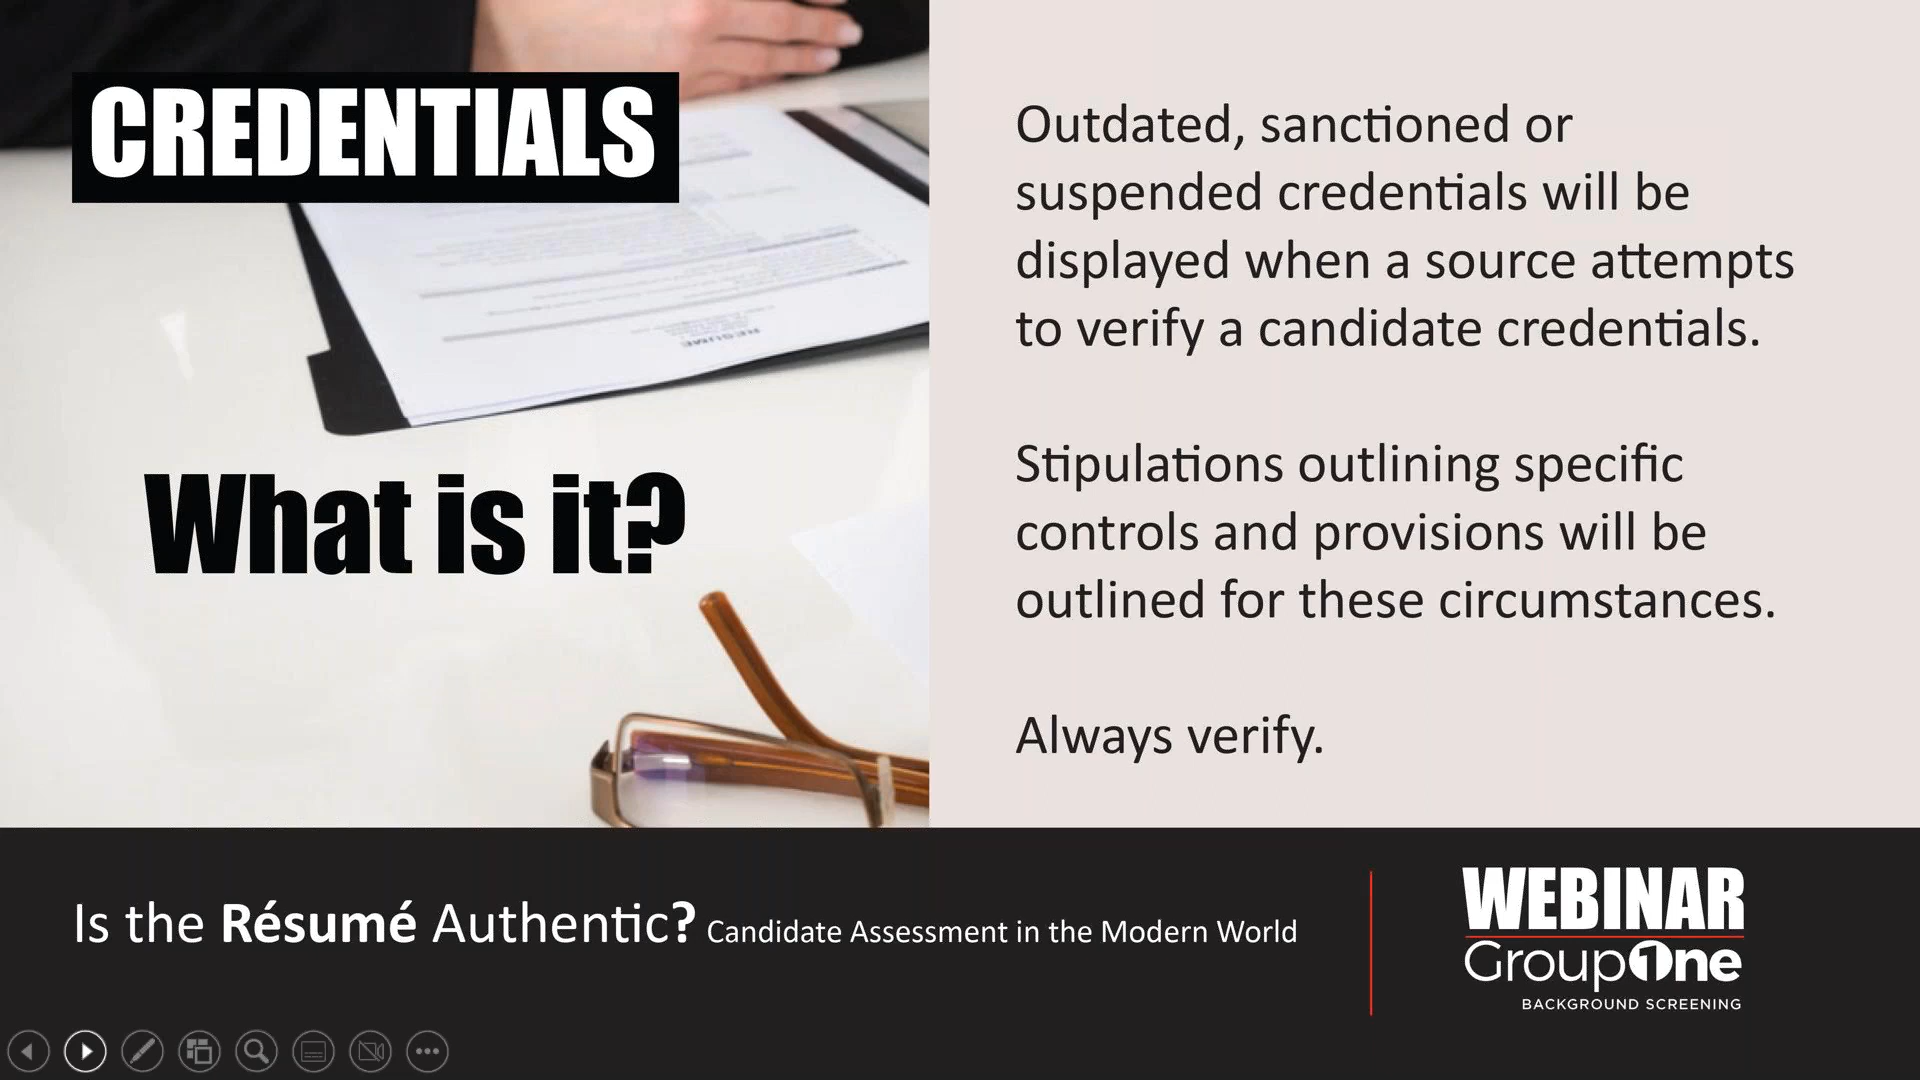 CREDENTIALS
What is it?
RESUME
Outdated, sanctioned or
suspended credentials will be
displayed when a source attempts
to verify a candidate credentials.
Stipulations outlining specific
controls and provisions will be
outlined for these circumstances.
Always verify.
Is the Résumé Authentic? Candidate Assessment in the Modern World
WEBINAR
GroupOne
BACKGROUND SCREENING